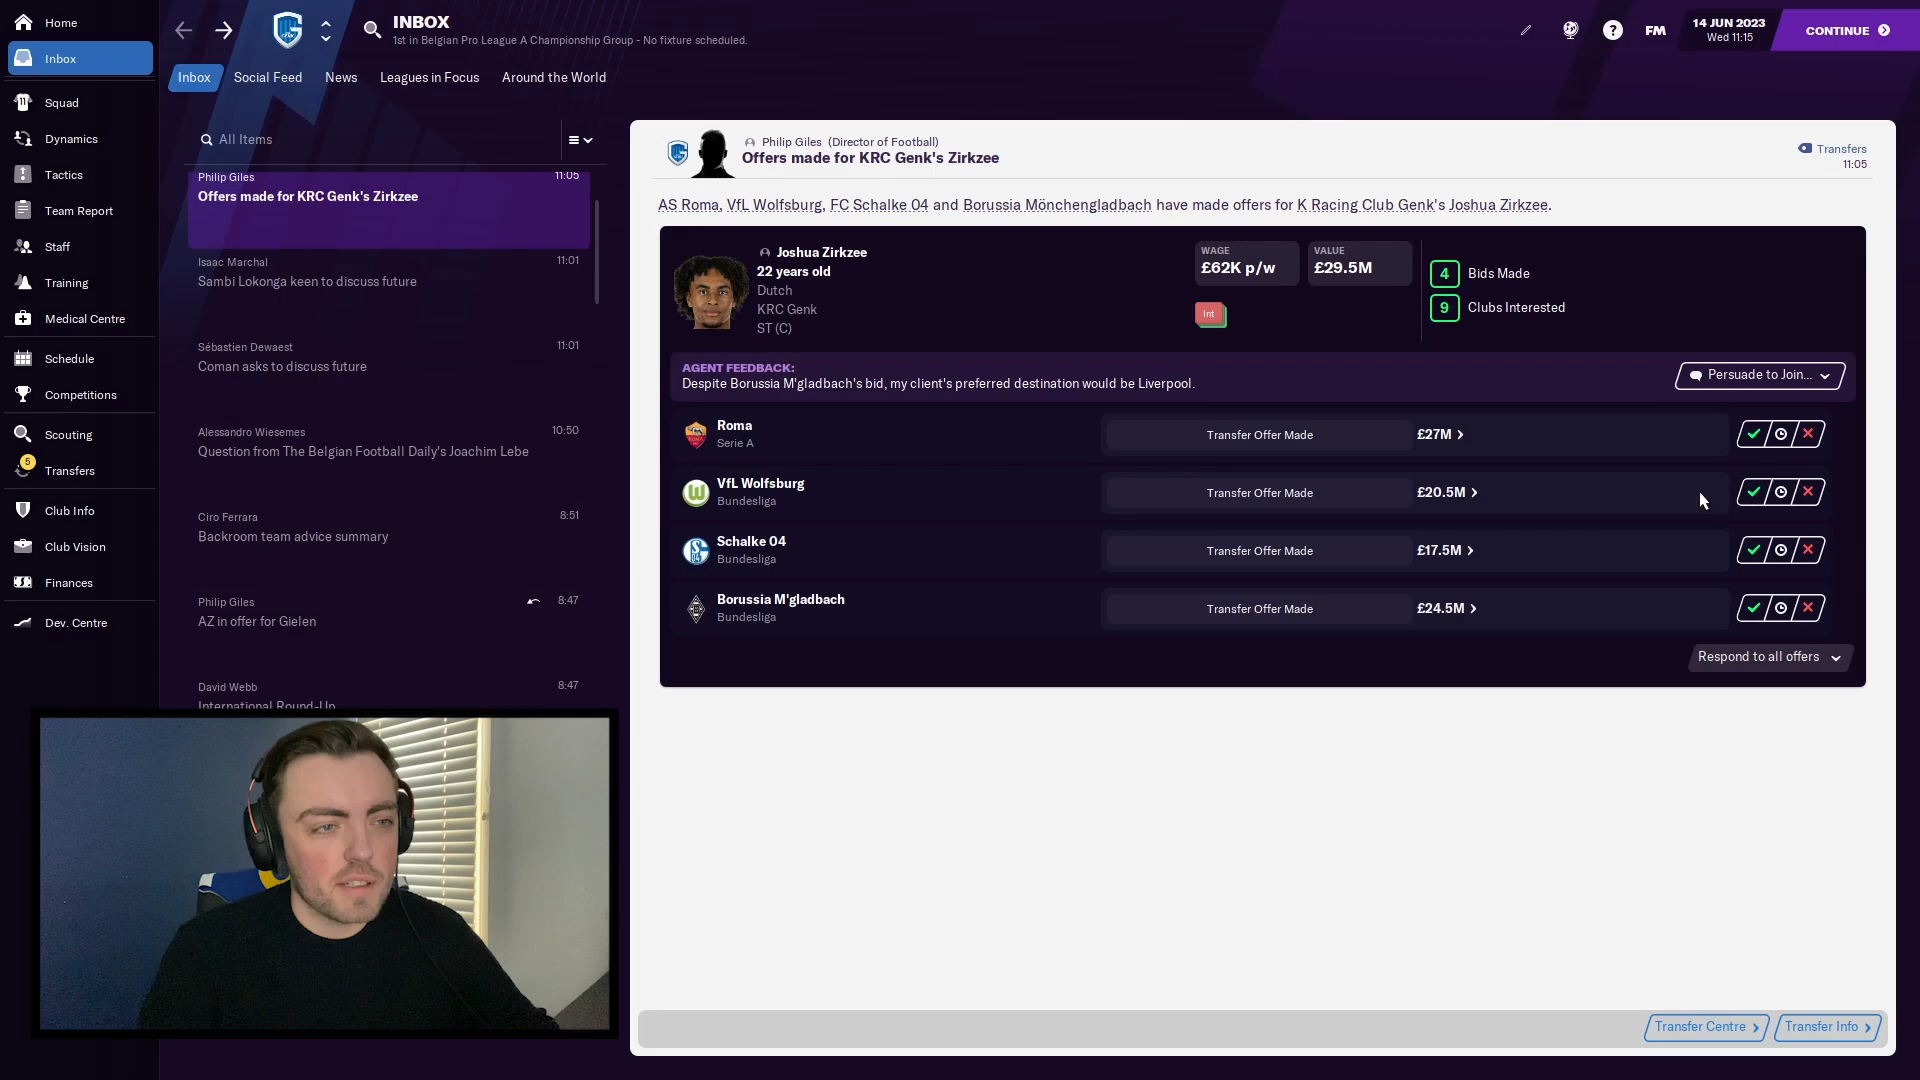 Home
Inbox
Squad
Dynamics
Tactics
Team Report
Staff
Training
Medical Centre
Schedule
Competitions
Scouting
5
Transfers
Club Info
Club Vision
Finances
Dev. Centre
INBOX
1st in Belgian Pro League A Championship Group - No fixture scheduled.
FM
14 JUN 2023
Wed 11:15
CONTINUE
Inbox
Social Feed
News
Leagues in Focus
Around the World
All Items
Philip Giles 11:05
Offers made for KRC Genk's Zirkzee
Isaac Marchal 11:01
Sambi Lokonga keen to discuss future
Sébastien Dewaest 11:01
Coman asks to discuss future
Alessandro Wiesemes 10:50
Question from The Belgian Football Daily's Joachim Lebe
Ciro Ferrara 8:51
Backroom team advice summary
Philip Giles 8:47
AZ in offer for Gielen
David Webb 8:47
International Round-Up
Philip Giles (Director of Football)
Offers made for KRC Genk's Zirkzee
Transfers
11:05
AS Roma, VfL Wolfsburg, FC Schalke 04 and Borussia Mönchengladbach have made offers for K Racing Club Genk's Joshua Zirkzee.
Joshua Zirkzee
22 years old
Dutch
KRC Genk
ST (C)
WAGE
£62K p/w
VALUE
£29.5M
Int
4 Bids Made
9 Clubs Interested
AGENT FEEDBACK:
Despite Borussia M'gladbach's bid, my client's preferred destination would be Liverpool.
Persuade to Join...
Roma
Serie A
Transfer Offer Made £27M
VfL Wolfsburg
Bundesliga
Transfer Offer Made £20.5M
Schalke 04
Bundesliga
Transfer Offer Made £17.5M
Borussia M'gladbach
Bundesliga
Transfer Offer Made £24.5M
Respond to all offers
Transfer Centre
Transfer Info